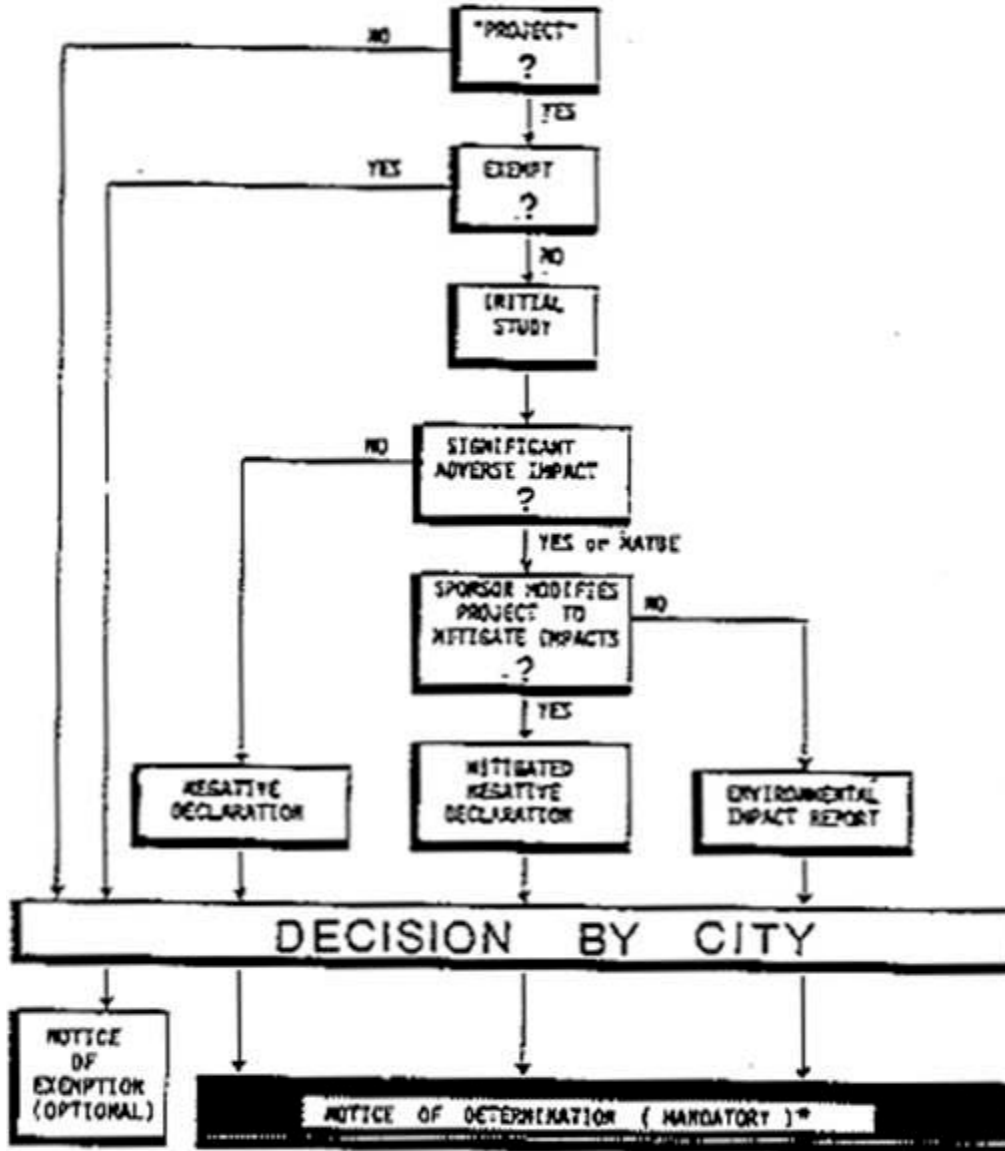 "PROJECT"
?
NO
YES
EXEMPT
?
YES
NO
INITIAL
STUDY
SIGNIFICANT
ADVERSE IMPACT
?
NO
YES or MAYBE
SPONSOR MODIFIES
PROJECT TO
MITIGATE IMPACTS
?
NO
YES
NEGATIVE
DECLARATION
MITIGATED
NEGATIVE
DECLARATION
ENVIRONMENTAL
IMPACT REPORT
DECISION BY CITY
NOTICE
OF
EXEMPTION
(OPTIONAL)
NOTICE OF DETERMINATION ( MANDATORY )*